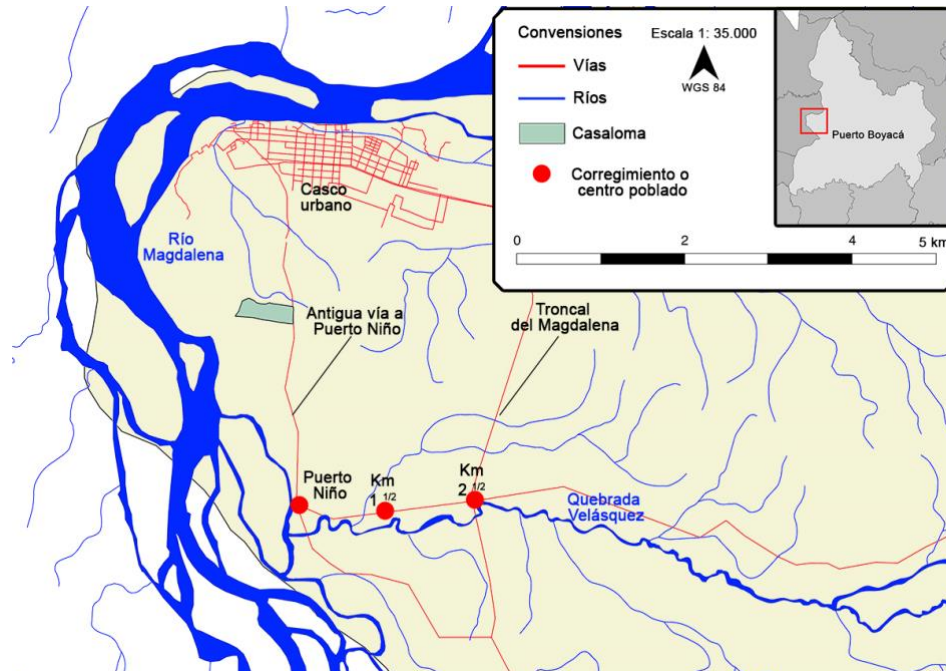 Convenciones
Escala 1: 35.000
WGS 84
Vías
Ríos
Casaloma
Corregimiento o
centro poblado
Puerto Boyacá
0 2 4 5 km
Casco
urbano
Río
Magdalena
Antigua vía a
Puerto Niño
Troncal
del Magdalena
Puerto
Niño
Km
1 1/2
Km
2 1/2
Quebrada
Velásquez